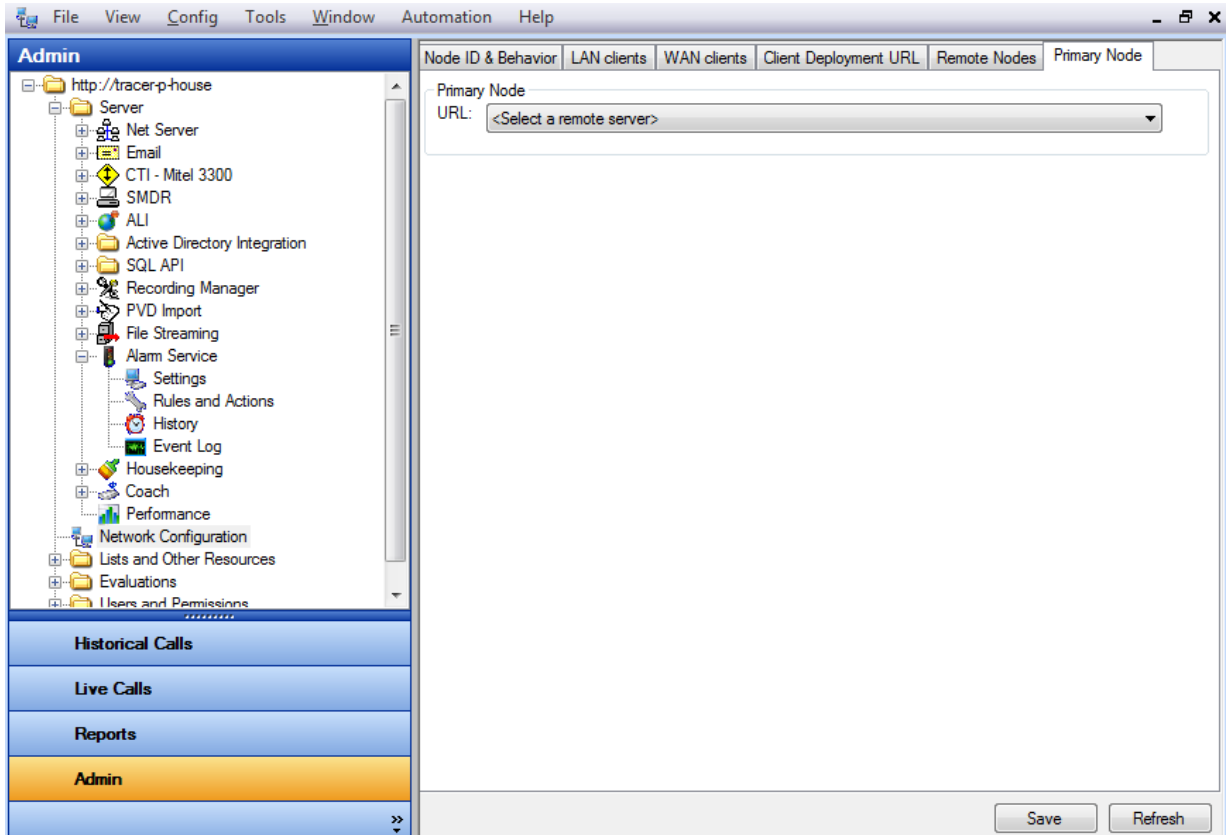 File View Config Tools Window Automation Help
Admin
http://tracer-p-house
Server
Net Server
Email
CTI - Mitel 3300
SMDR
ALI
Active Directory Integration
SQL API
Recording Manager
PVD Import
File Streaming
Alarm Service
Settings
Rules and Actions
History
Event Log
Housekeeping
Coach
Performance
Network Configuration
Lists and Other Resources
Evaluations
Users and Permissions
Historical Calls
Live Calls
Reports
Admin
Node ID & Behavior LAN clients WAN clients Client Deployment URL Remote Nodes Primary Node
Primary Node
URL: <Select a remote server>
Save Refresh